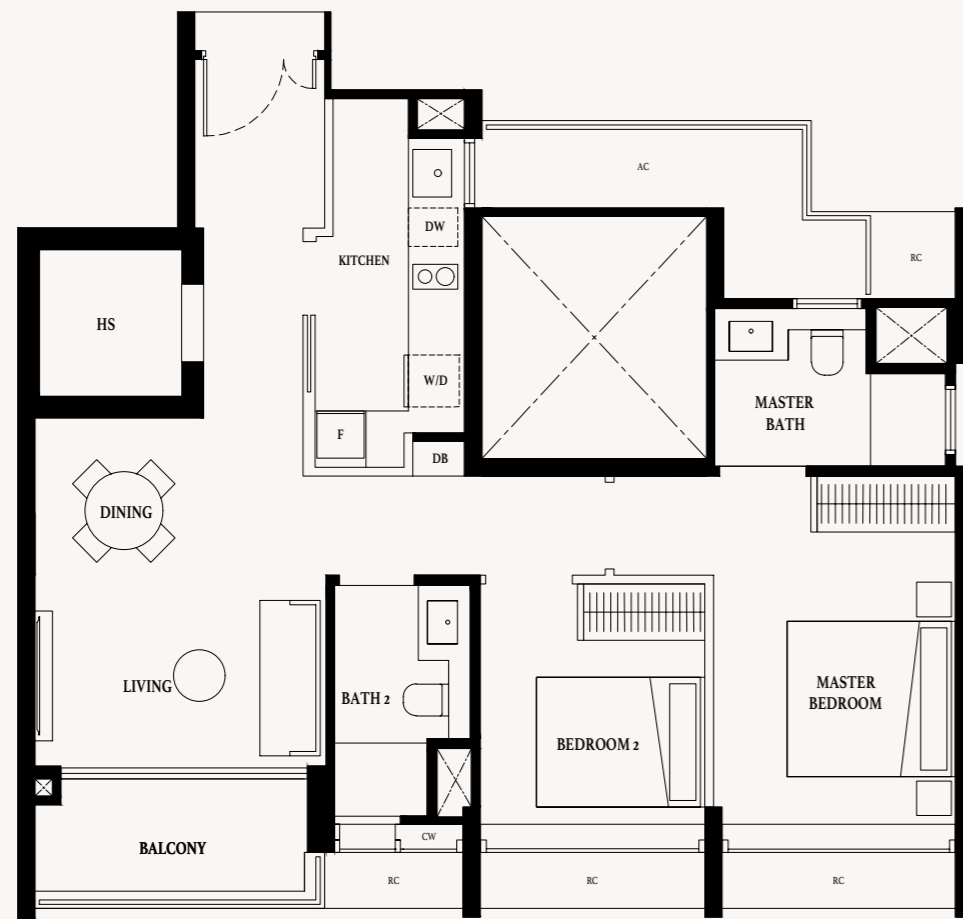 AC
DW
KITCHEN
RC
HS
W/D
MASTER
BATH
F
DB
DINING
LIVING
BATH 2
MASTER
BEDROOM
BEDROOM 2
CW
BALCONY
RC
RC
RC